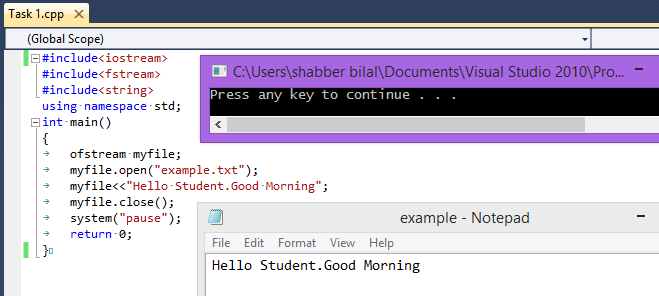 Task 1.cpp
(Global Scope)
#include<iostream>
#include<fstream>
#include<string>
using namespace std;
int main()
{
ofstream myfile;
myfile.open("example.txt");
myfile<<"Hello Student.Good Morning";
myfile.close();
system("pause");
return 0;
}
C:\Users\shabber bilal\Documents\Visual Studio 2010\Pro...
Press any key to continue . . .
example - Notepad
File Edit Format View Help
Hello Student.Good Morning